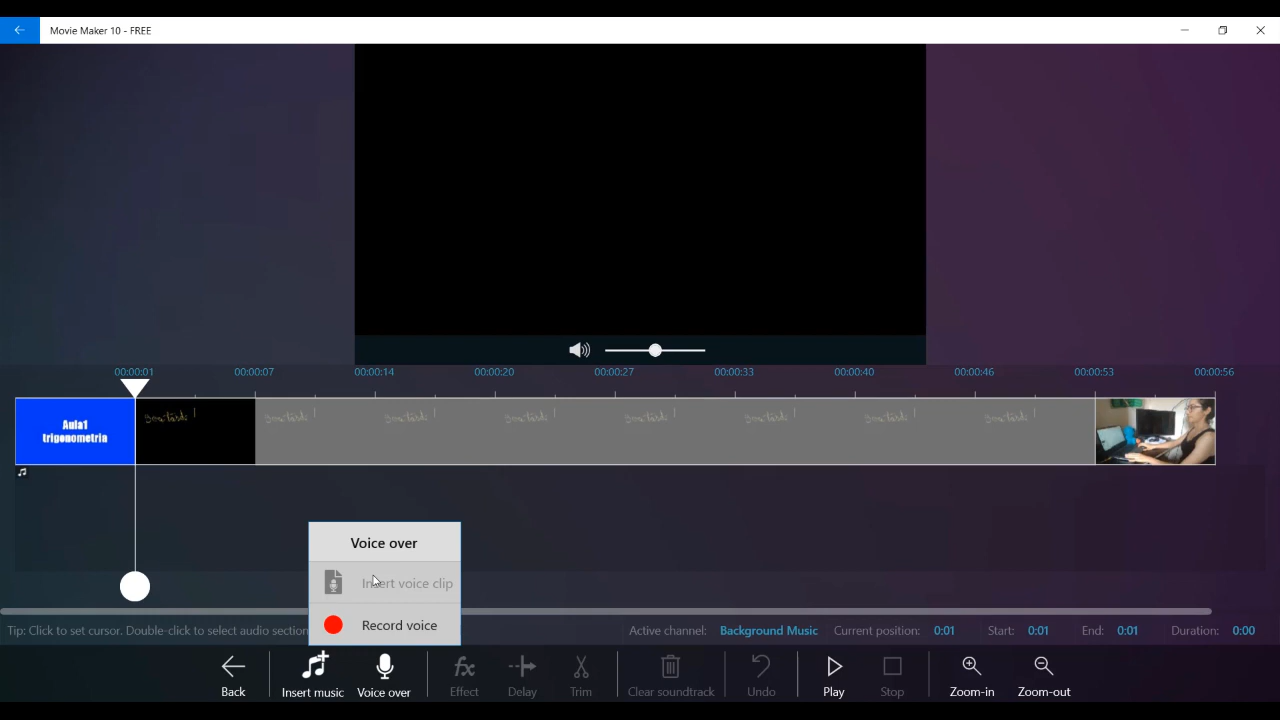 Movie Maker 10 - FREE
00:00:01 00:00:07 00:00:14 00:00:20 00:00:27 00:00:33 00:00:40 00:00:46 00:00:53 00:00:56
Aula1
trigonometria
Voice over
Insert voice clip
Record voice
Tip: Click to set cursor. Double-click to select audio section
Active channel: Background Music Current position: 0:01 Start: 0:01 End: 0:01 Duration: 0:00
Back Insert music Voice over Effect Delay Trim Clear soundtrack Undo Play Stop Zoom-in Zoom-out